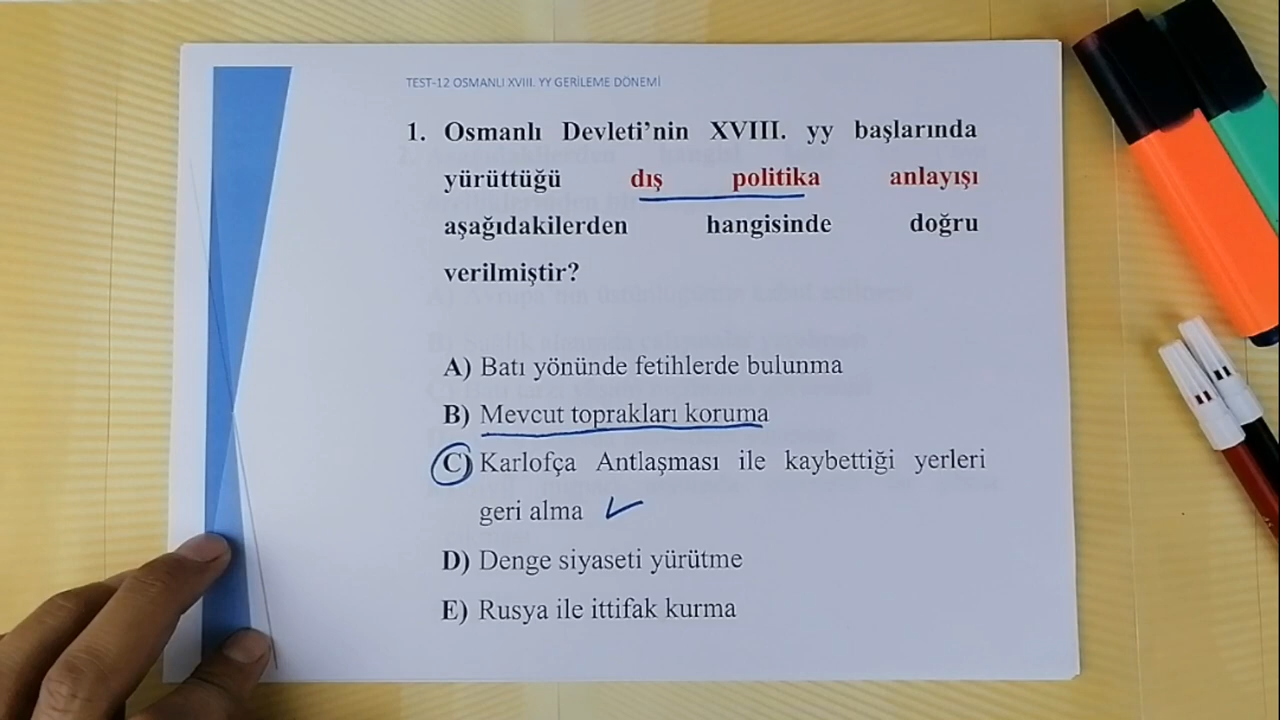 TEST-12 OSMANLI XVIII. YY GERİLEME DÖNEMİ
1. Osmanlı Devleti'nin XVIII. yy başlarında
yürüttüğü dış politika anlayışı
aşağıdakilerden hangisinde doğru
verilmiştir?
A) Batı yönünde fetihlerde bulunma
B) Mevcut toprakları koruma
C) Karlofça Antlaşması ile kaybettiği yerleri
geri alma
D) Denge siyaseti yürütme
E) Rusya ile ittifak kurma